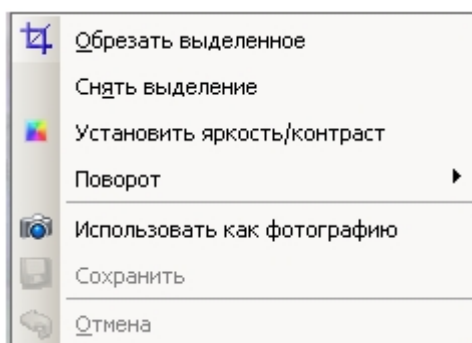 Обрезать выделенное
Снять выделение
Установить яркость/контраст
Поворот
Использовать как фотографию
Сохранить
Отмена